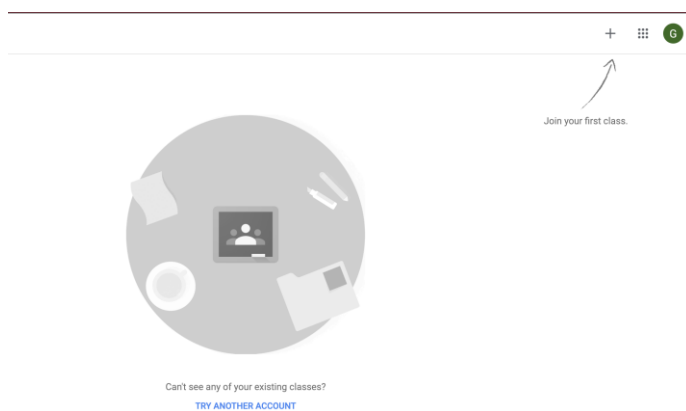 G
Join your first class.
Can't see any of your existing classes?
TRY ANOTHER ACCOUNT